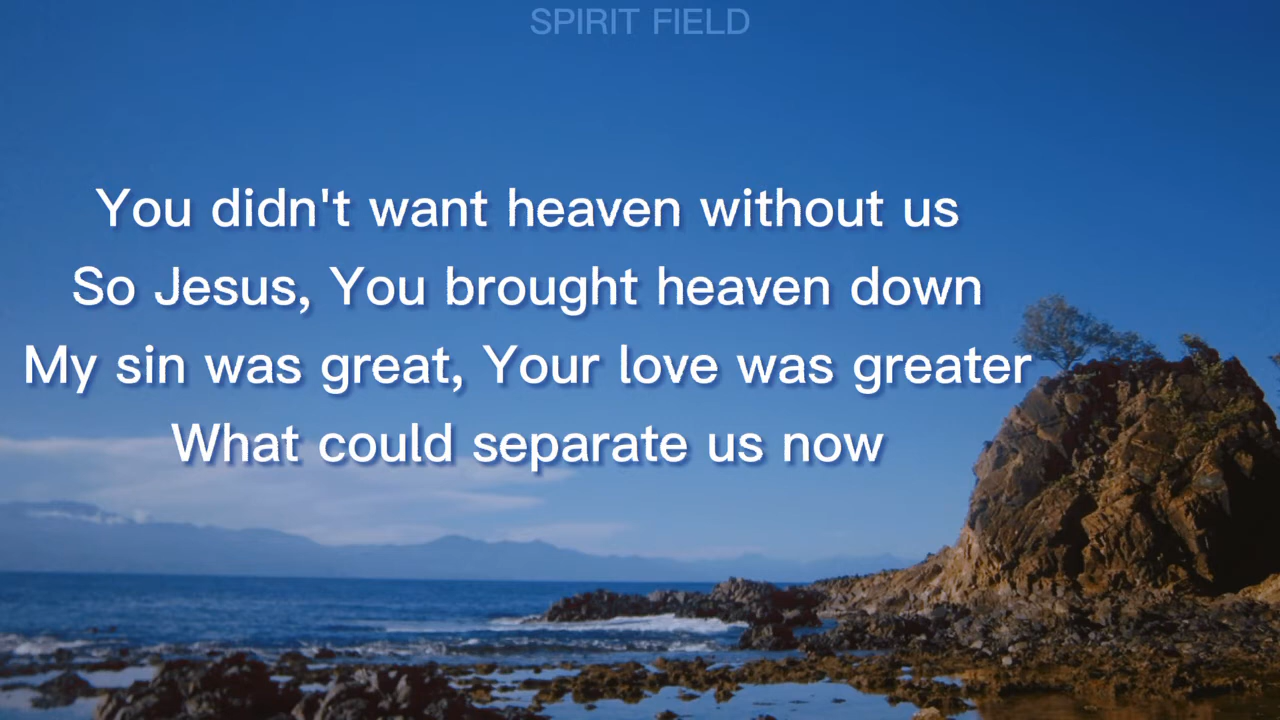 SPIRIT FIELD
You didn't want heaven without us
So Jesus, You brought heaven down
My sin was great, Your love was greater
What could separate us now